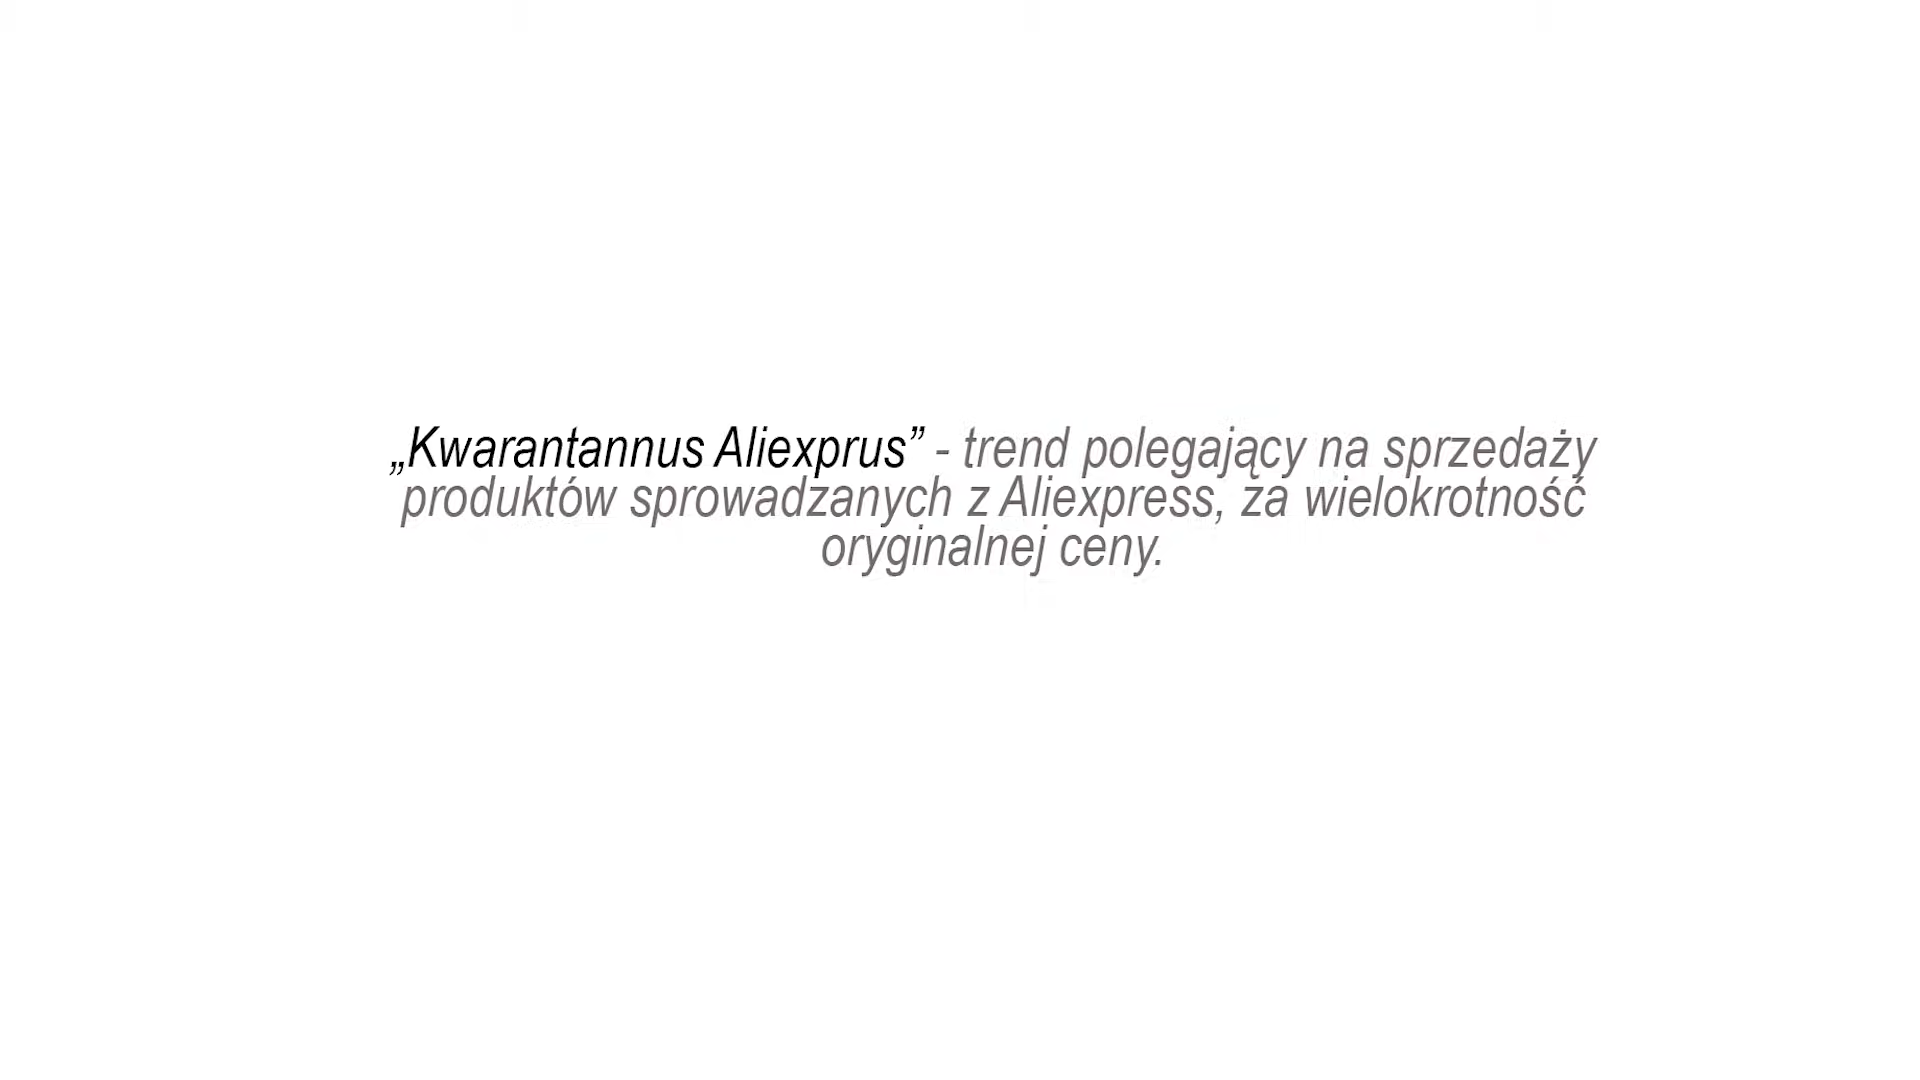 „Kwarantannus Aliexprus” - trend polegający na sprzedaży
produktów sprowadzanych z Aliexpress, za wielokrotność
oryginalnej ceny.